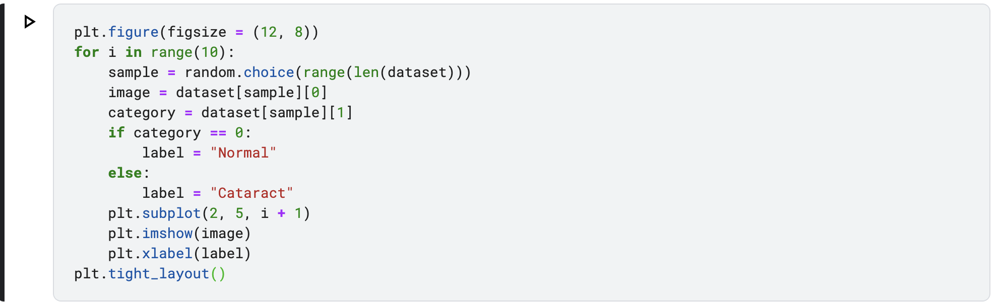 plt.figure(figsize = (12, 8))
for i in range(10):
    sample = random.choice(range(len(dataset)))
    image = dataset[sample][0]
    category = dataset[sample][1]
    if category == 0:
        label = "Normal"
    else:
        label = "Cataract"
    plt.subplot(2, 5, i + 1)
    plt.imshow(image)
    plt.xlabel(label)
plt.tight_layout()